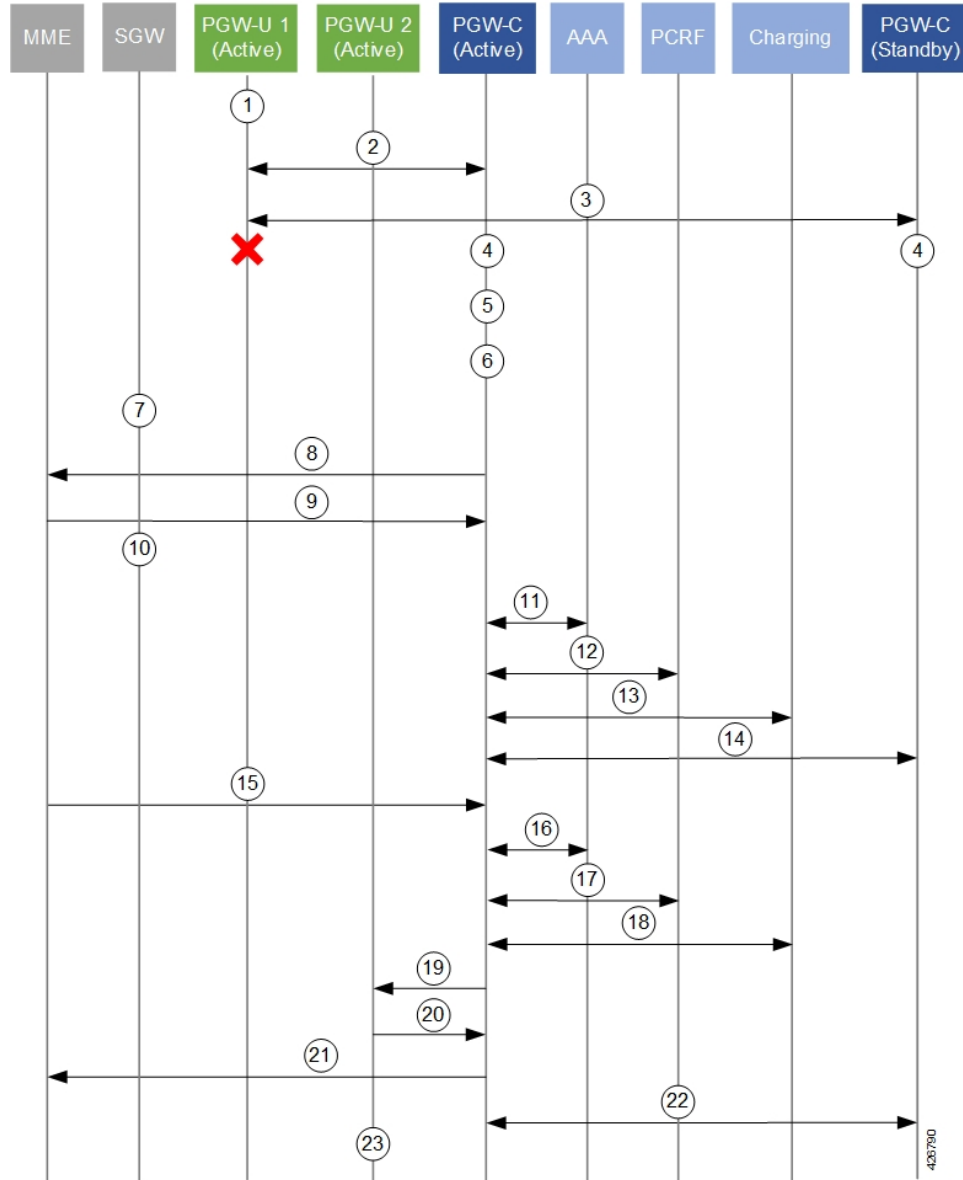 MME
SGW
PGW-U 1
(Active)
PGW-U 2
(Active)
PGW-C
(Active)
AAA
PCRF
Charging
PGW-C
(Standby)
1
2
3
4
4
5
6
7
8
9
10
11
12
13
14
15
16
17
18
19
20
21
22
23
426790